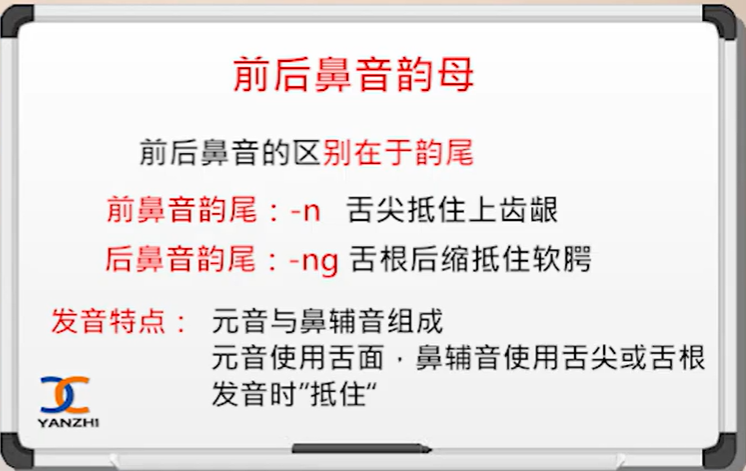 前后鼻音韵母
前后鼻音的区别在于韵尾
前鼻音韵尾：-n 舌尖抵住上齿龈
后鼻音韵尾：-ng 舌根后缩抵住软腭
发音特点： 元音与鼻辅音组成
元音使用舌面，鼻辅音使用舌尖或舌根
发音时"抵住"
YANZHI